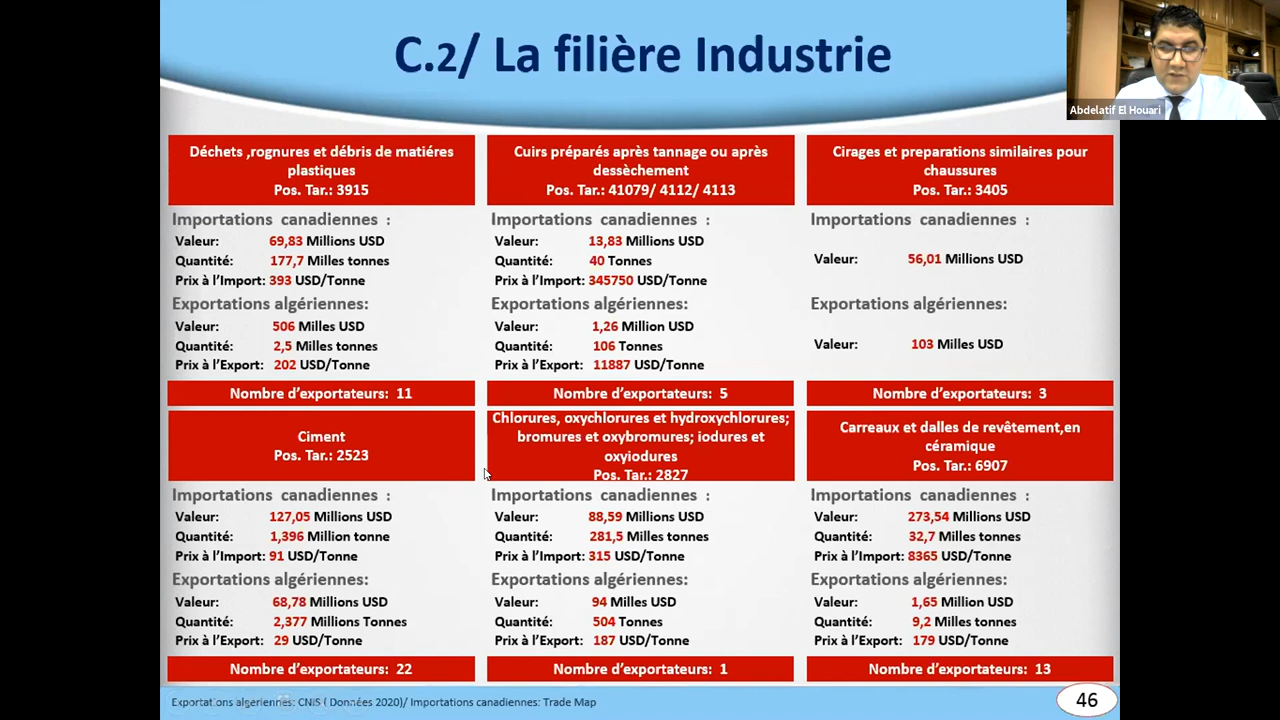 C.2/ La filière Industrie
Abdelatif El Houari
Déchets ,rognures et débris de matiéres
plastiques
Pos. Tar.: 3915
Importations canadiennes :
Valeur: 69,83 Millions USD
Quantité: 177,7 Milles tonnes
Prix à l'Import: 393 USD/Tonne
Exportations algériennes:
Valeur: 506 Milles USD
Quantité: 2,5 Milles tonnes
Prix à l'Export: 202 USD/Tonne
Nombre d'exportateurs: 11
Cuirs préparés après tannage ou après
dessèchement
Pos. Tar.: 41079/ 4112/ 4113
Importations canadiennes :
Valeur: 13,83 Millions USD
Quantité: 40 Tonnes
Prix à l'Import: 345750 USD/Tonne
Exportations algériennes:
Valeur: 1,26 Million USD
Quantité: 106 Tonnes
Prix à l'Export: 11887 USD/Tonne
Nombre d'exportateurs: 5
Cirages et preparations similaires pour
chaussures
Pos. Tar.: 3405
Importations canadiennes :
Valeur: 56,01 Millions USD
Exportations algériennes:
Valeur: 103 Milles USD
Nombre d'exportateurs: 3
Ciment
Pos. Tar.: 2523
Importations canadiennes :
Valeur: 127,05 Millions USD
Quantité: 1,396 Million tonne
Prix à l'Import: 91 USD/Tonne
Exportations algériennes:
Valeur: 68,78 Millions USD
Quantité: 2,377 Millions Tonnes
Prix à l'Export: 29 USD/Tonne
Nombre d'exportateurs: 22
Chlorures, oxychlorures et hydroxychlorures;
bromures et oxybromures; iodures et
oxyiodures
Pos. Tar.: 2827
Importations canadiennes :
Valeur: 88,59 Millions USD
Quantité: 281,5 Milles tonnes
Prix à l'Import: 315 USD/Tonne
Exportations algériennes:
Valeur: 94 Milles USD
Quantité: 504 Tonnes
Prix à l'Export: 187 USD/Tonne
Nombre d'exportateurs: 1
Carreaux et dalles de revêtement,en
céramique
Pos. Tar.: 6907
Importations canadiennes :
Valeur: 273,54 Millions USD
Quantité: 32,7 Milles tonnes
Prix à l'Import: 8365 USD/Tonne
Exportations algériennes:
Valeur: 1,65 Million USD
Quantité: 9,2 Milles tonnes
Prix à l'Export: 179 USD/Tonne
Nombre d'exportateurs: 13
Exportations algeriennes: CNIS ( Données 2020)/ Importations canadiennes: Trade Map
46